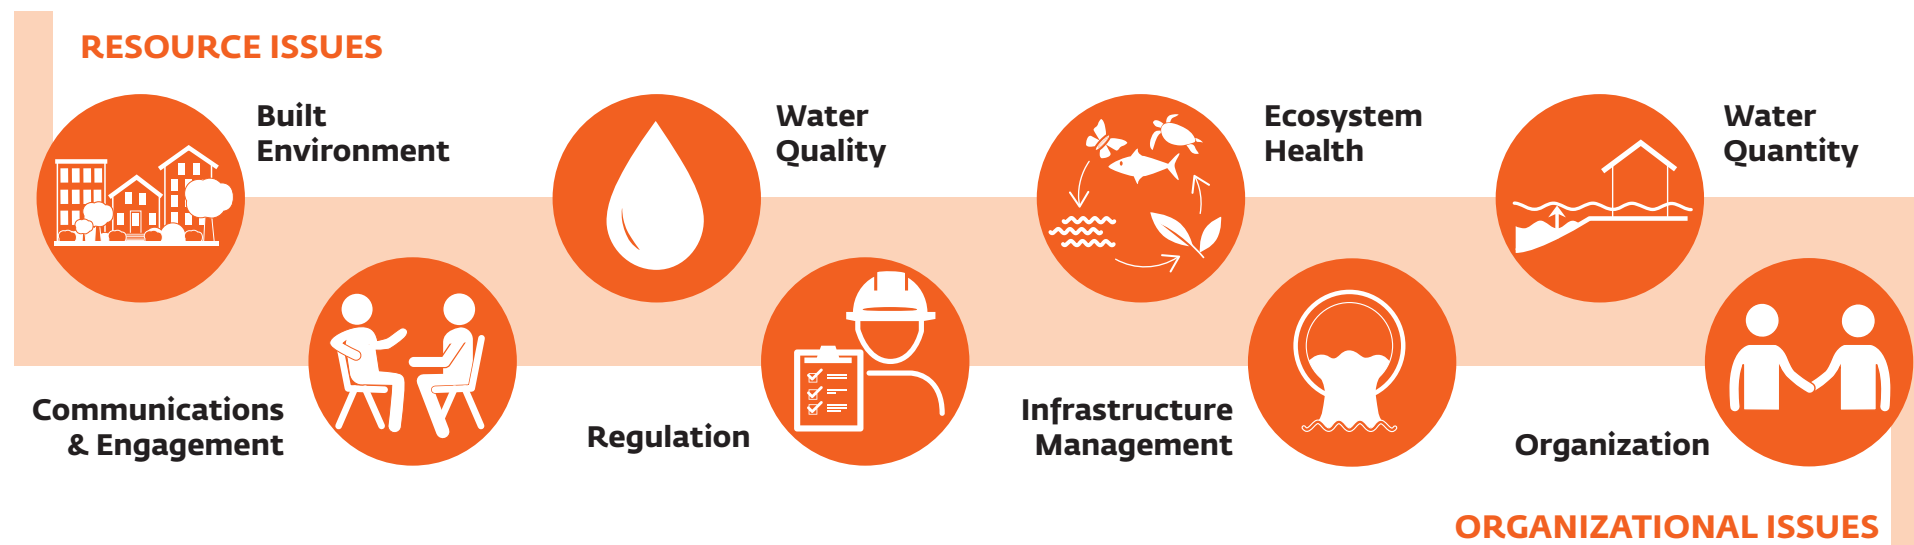 RESOURCE ISSUES
Built
Environment
Water
Quality
Ecosystem
Health
Water
Quantity
Communications
& Engagement
Regulation
Infrastructure
Management
Organization
ORGANIZATIONAL ISSUES